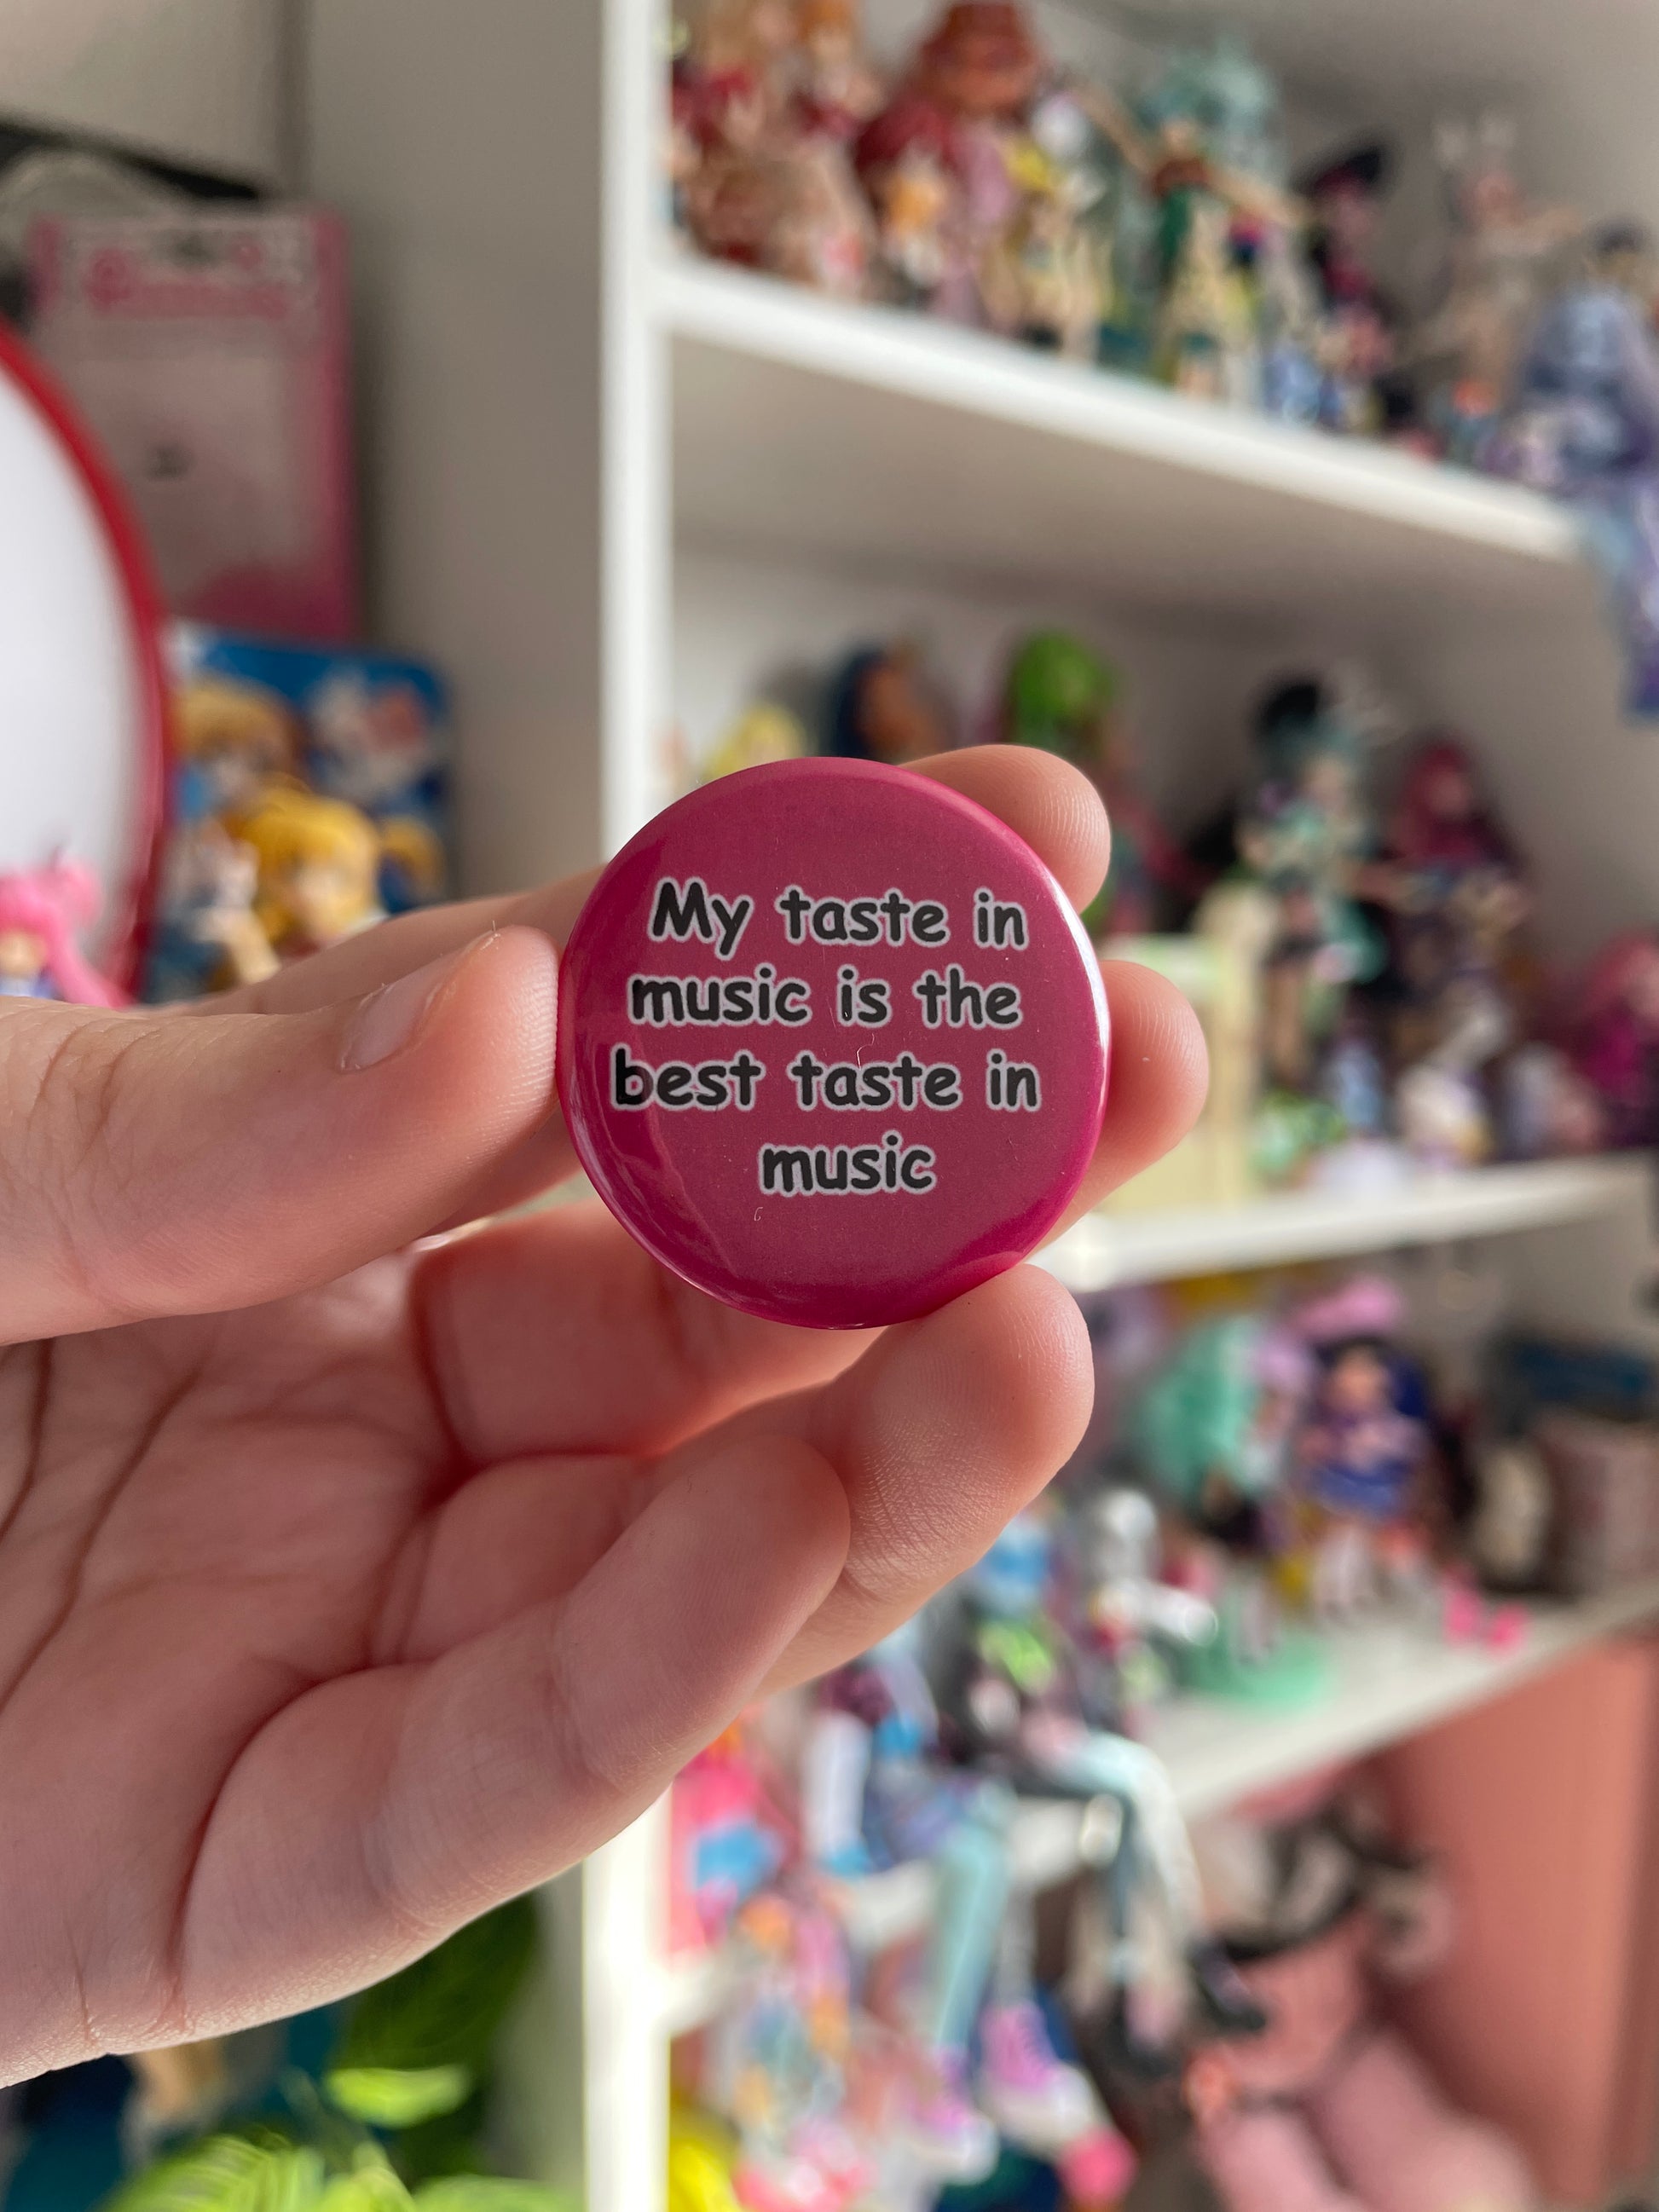 My taste in
music is the
best taste in
music